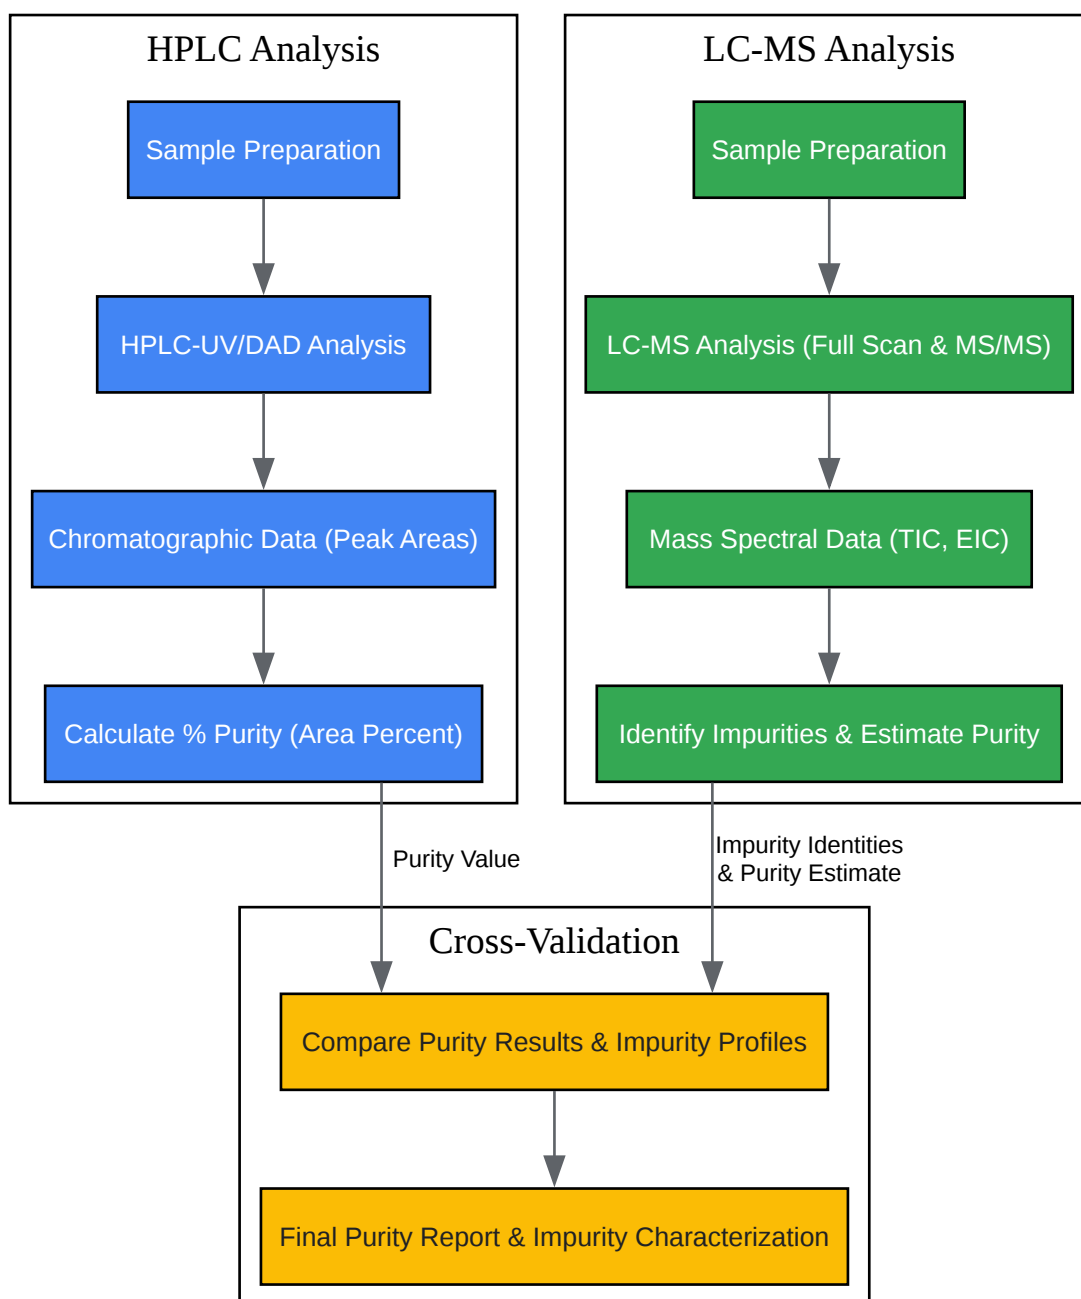 HPLC Analysis
Sample Preparation
HPLC-UV/DAD Analysis
Chromatographic Data (Peak Areas)
Calculate % Purity (Area Percent)
LC-MS Analysis
Sample Preparation
LC-MS Analysis (Full Scan & MS/MS)
Mass Spectral Data (TIC, EIC)
Identify Impurities & Estimate Purity
Purity Value
Impurity Identities
& Purity Estimate
Cross-Validation
Compare Purity Results & Impurity Profiles
Final Purity Report & Impurity Characterization